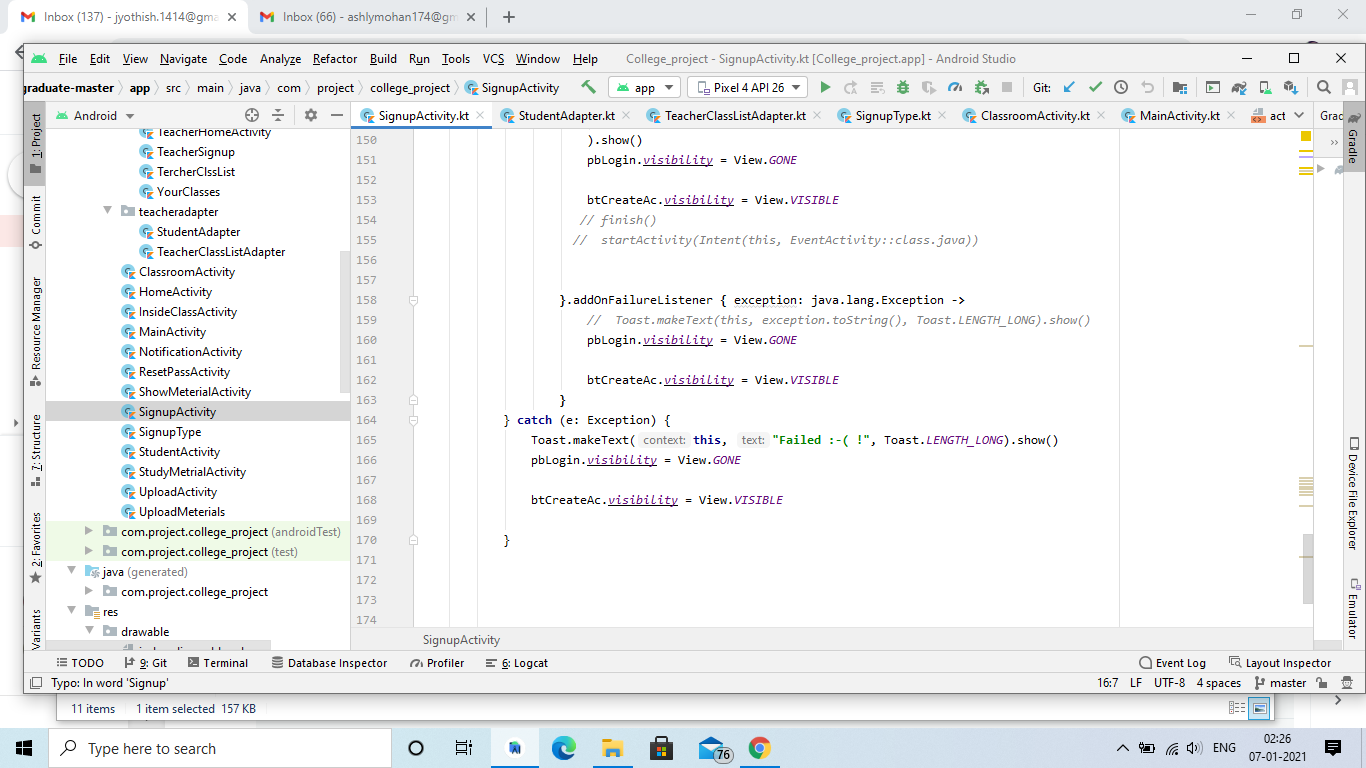 Inbox (137) - jyothish.1414@gma
Inbox (66) - ashlymohan174@gm
File Edit View Navigate Code Analyze Refactor Build Run Tools VCS Window Help College_project - SignupActivity.kt [College_project.app] - Android Studio
graduate-master app src main java com project college_project SignupActivity app Pixel 4 API 26 Git:
Android
SignupActivity.kt StudentAdapter.kt TeacherClassListAdapter.kt SignupType.kt ClassroomActivity.kt MainActivity.kt act Grad
1: Project
Commit
Resource Manager
7: Structure
2: Favorites
Variants
TeacherHomeActivity
TeacherSignup
TercherClssList
YourClasses
teacheradapter
StudentAdapter
TeacherClassListAdapter
ClassroomActivity
HomeActivity
InsideClassActivity
MainActivity
NotificationActivity
ResetPassActivity
ShowMeterialActivity
SignupActivity
SignupType
StudentActivity
StudyMetrialActivity
UploadActivity
UploadMeterials
com.project.college_project (androidTest)
com.project.college_project (test)
java (generated)
com.project.college_project
res
drawable
150 ).show()
151 pbLogin.visibility = View.GONE
152
153 btCreateAc.visibility = View.VISIBLE
154 // finish()
155 // startActivity(Intent(this, EventActivity::class.java))
156
157
158 }.addOnFailureListener { exception: java.lang.Exception ->
159 // Toast.makeText(this, exception.toString(), Toast.LENGTH_LONG).show()
160 pbLogin.visibility = View.GONE
161
162 btCreateAc.visibility = View.VISIBLE
163 }
164 } catch (e: Exception) {
165 Toast.makeText( context: this, text: "Failed :-( !", Toast.LENGTH_LONG).show()
166 pbLogin.visibility = View.GONE
167
168 btCreateAc.visibility = View.VISIBLE
169
170 }
171
172
173
174
SignupActivity
Gradle
Device File Explorer
Emulator
TODO 9: Git Terminal Database Inspector Profiler 6: Logcat Event Log Layout Inspector
Typo: In word 'Signup' 16:7 LF UTF-8 4 spaces master
11 items 1 item selected 157 KB
Type here to search
76
ENG
02:26
07-01-2021